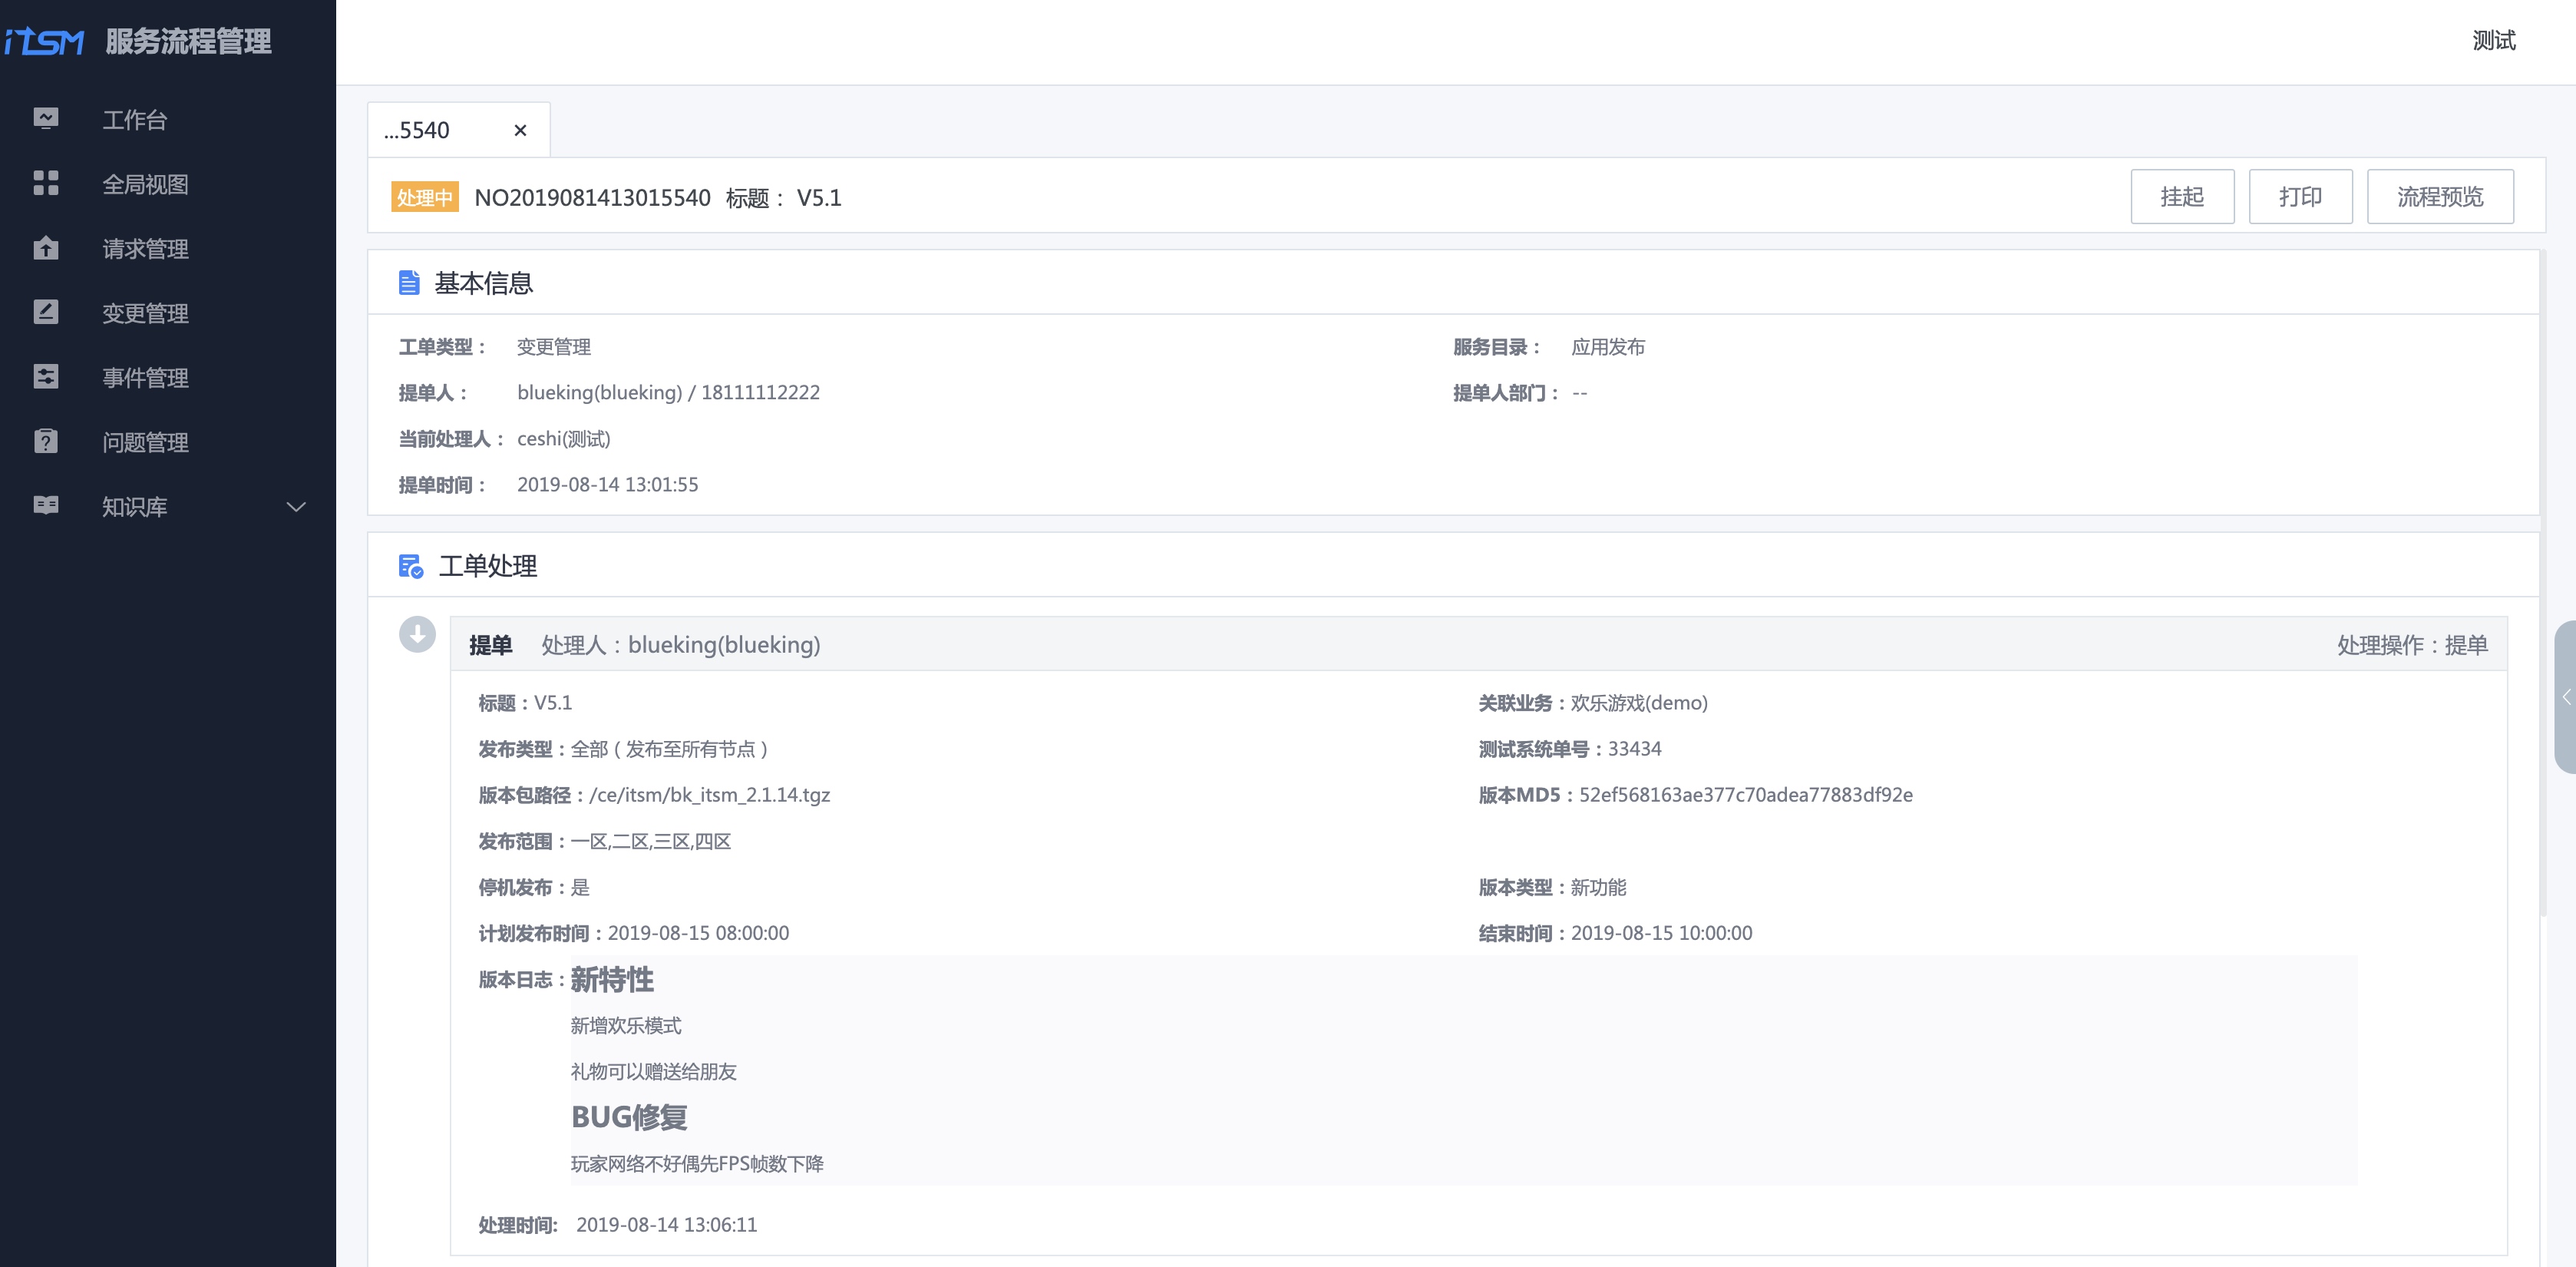 iTSM 服务流程管理
测试
工作台
全局视图
请求管理
变更管理
事件管理
问题管理
知识库
...5540 ×
处理中 NO2019081413015540 标题： V5.1
挂起 打印 流程预览
基本信息
工单类型： 变更管理 服务目录： 应用发布
提单人： blueking(blueking) / 18111112222 提单人部门： --
当前处理人： ceshi(测试)
提单时间： 2019-08-14 13:01:55
工单处理
提单 处理人：blueking(blueking) 处理操作：提单
标题：V5.1 关联业务：欢乐游戏(demo)
发布类型：全部（发布至所有节点） 测试系统单号：33434
版本包路径：/ce/itsm/bk_itsm_2.1.14.tgz 版本MD5：52ef568163ae377c70adea77883df92e
发布范围：一区,二区,三区,四区
停机发布：是 版本类型：新功能
计划发布时间：2019-08-15 08:00:00 结束时间：2019-08-15 10:00:00
版本日志：新特性
新增欢乐模式
礼物可以赠送给朋友
BUG修复
玩家网络不好偶先FPS帧数下降
处理时间: 2019-08-14 13:06:11